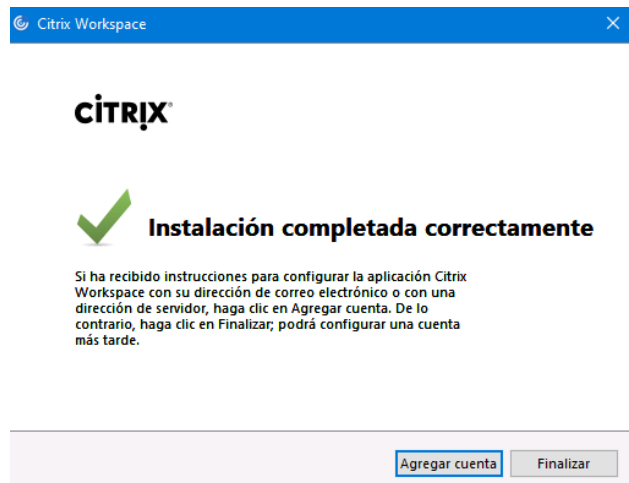 Citrix Workspace
CİTRỊX®
Instalación completada correctamente
Si ha recibido instrucciones para configurar la aplicación Citrix
Workspace con su dirección de correo electrónico o con una
dirección de servidor, haga clic en Agregar cuenta. De lo
contrario, haga clic en Finalizar; podrá configurar una cuenta
más tarde.
Agregar cuenta Finalizar